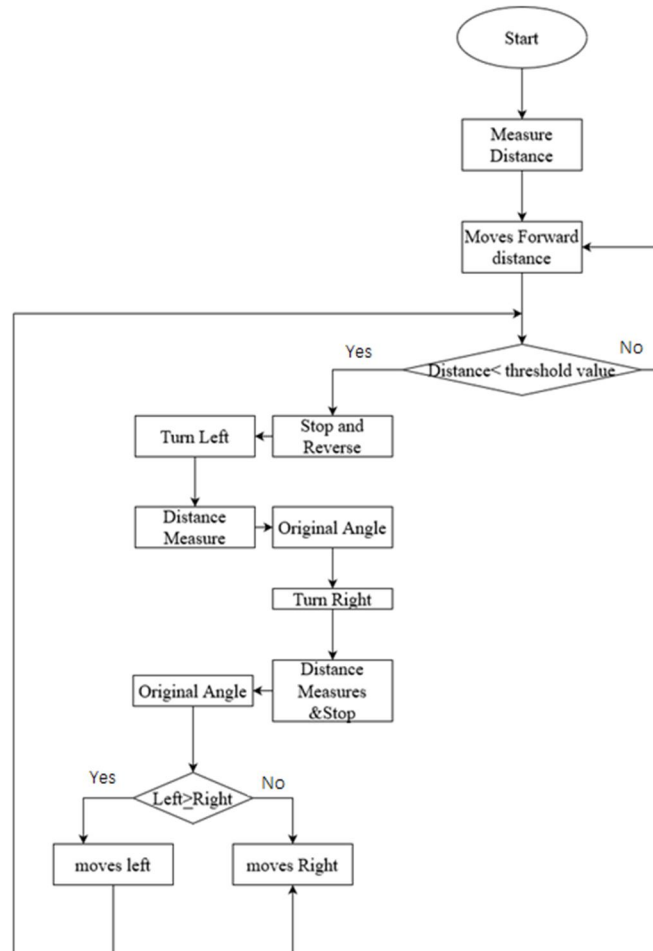 Start
Measure
Distance
Moves Forward
distance
Yes
No
Distance< threshold value
Turn Left
Stop and
Reverse
Distance
Measure
Original Angle
Turn Right
Distance
Measures
&Stop
Original Angle
Yes
No
Left≥Right
moves left
moves Right